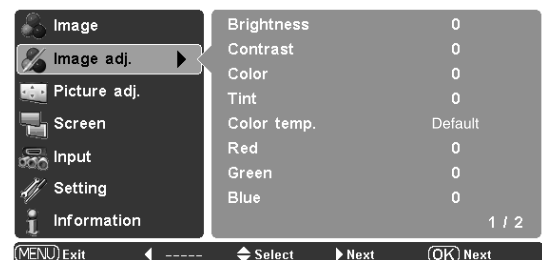 Image
Image adj.
Picture adj.
Screen
Input
Setting
Information
Brightness 0
Contrast 0
Color 0
Tint 0
Color temp. Default
Red 0
Green 0
Blue 0
1 / 2
MENU Exit ----- Select Next OK Next